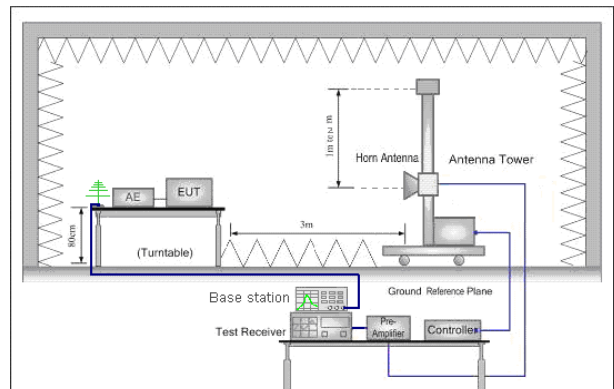 1m to 2 m
Horn Antenna
Antenna Tower
AE
EUT
3m
80cm
(Turntable)
Ground Reference Plane
Base station
Test Receiver
Pre-
Amplifier
Controller